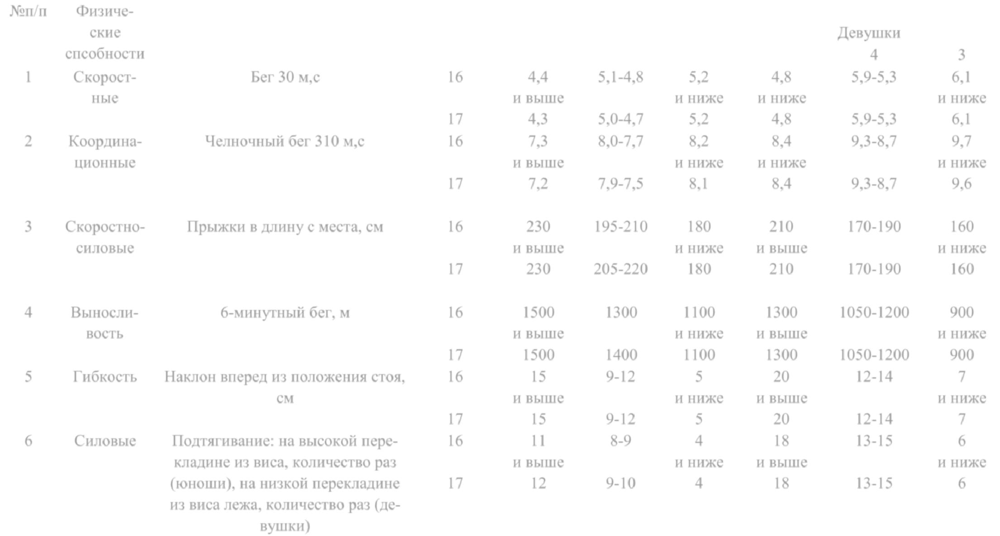 №п/п Физиче-
ские Девушки
спсобности 4 3
1 Скорост- Бег 30 м,с 16 4,4 5,1-4,8 5,2 4,8 5,9-5,3 6,1
ные и выше и ниже и ниже и ниже
17 4,3 5,0-4,7 5,2 4,8 5,9-5,3 6,1
2 Координа- Челночный бег 310 м,с 16 7,3 8,0-7,7 8,2 8,4 9,3-8,7 9,7
ционные и выше и ниже и ниже и ниже
17 7,2 7,9-7,5 8,1 8,4 9,3-8,7 9,6
3 Скоростно- Прыжки в длину с места, см 16 230 195-210 180 210 170-190 160
силовые и выше и ниже и выше и ниже
17 230 205-220 180 210 170-190 160
4 Выносли- 6-минутный бег, м 16 1500 1300 1100 1300 1050-1200 900
вость и выше и ниже и выше и ниже
17 1500 1400 1100 1300 1050-1200 900
5 Гибкость Наклон вперед из положения стоя, 16 15 9-12 5 20 12-14 7
см и выше и ниже и выше и ниже
17 15 9-12 5 20 12-14 7
6 Силовые Подтягивание: на высокой пере- 16 11 8-9 4 18 13-15 6
кладине из виса, количество раз и выше и ниже и выше и ниже
(юноши), на низкой перекладине 17 12 9-10 4 18 13-15 6
из виса лежа, количество раз (де-
вушки)